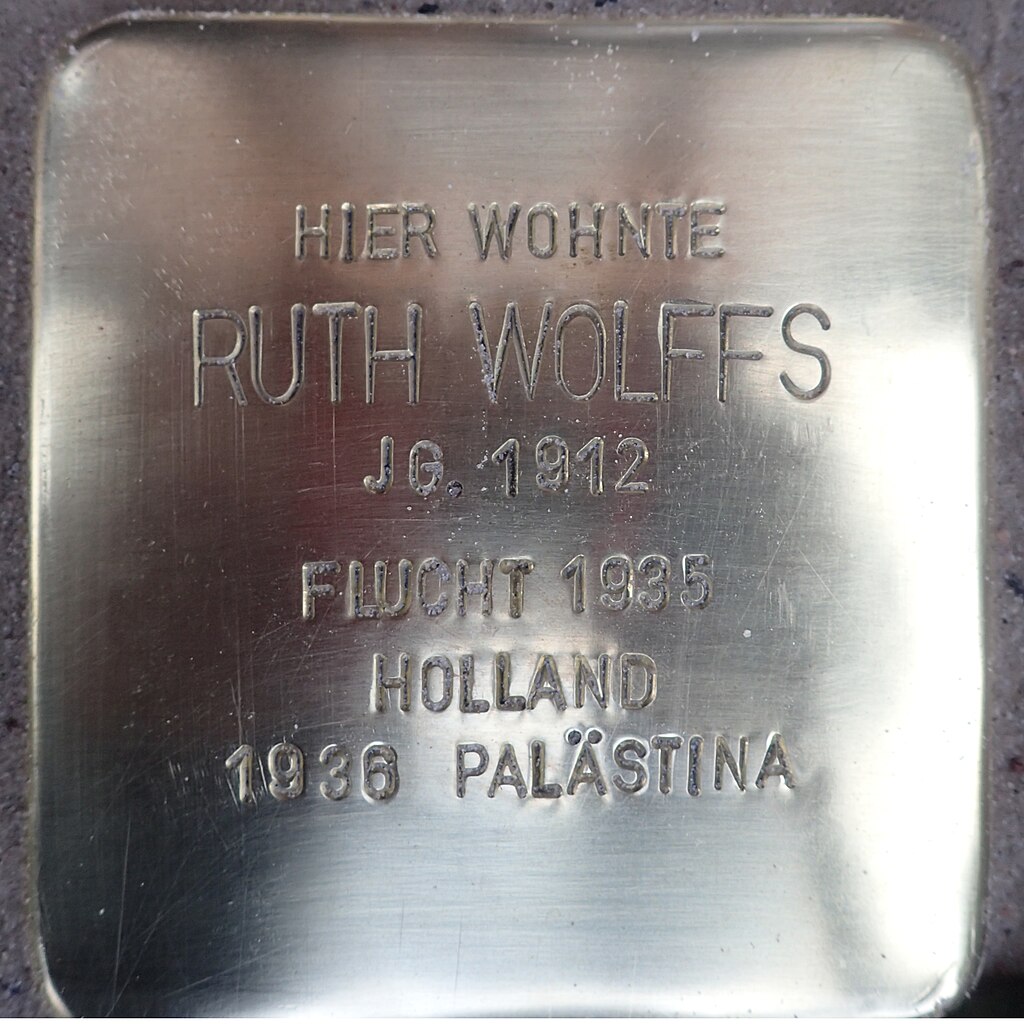 HIER WOHNTE
RUTH WOLFFS
JG. 1912
FLUCHT 1935
HOLLAND
1936 PALÄSTINA